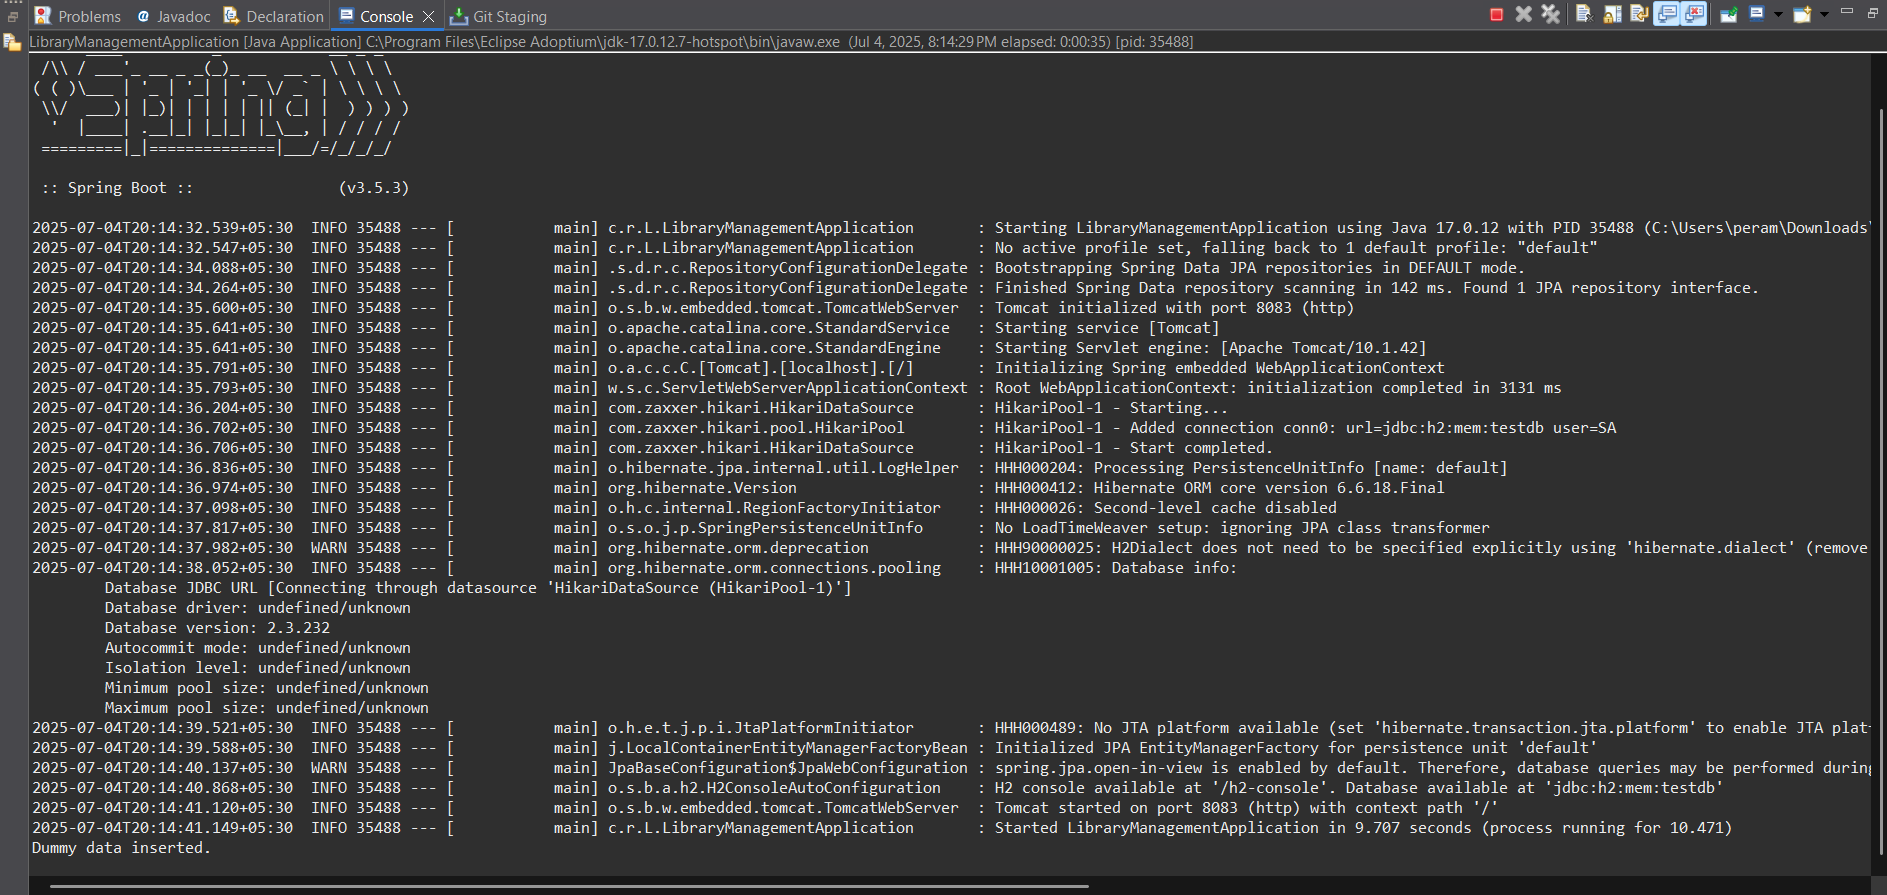 Problems Javadoc Declaration Console Git Staging
LibraryManagementApplication [Java Application] C:\Program Files\Eclipse Adoptium\jdk-17.0.12.7-hotspot\bin\javaw.exe (Jul 4, 2025, 8:14:29 PM elapsed: 0:00:35) [pid: 35488]
 /\\ / ___'_ __ _ _(_)_ __  __ _ \ \ \ \
( ( )\___ | '_ | '_| | '_ \/ _` | \ \ \ \
 \\/  ___)| |_)| | | | | || (_| |  ) ) ) )
  '  |____| .__|_| |_|_| |_\__, | / / / /
 =========|_|==============|___/=/_/_/_/
 :: Spring Boot ::                (v3.5.3)
2025-07-04T20:14:32.539+05:30  INFO 35488 --- [           main] c.r.L.LibraryManagementApplication       : Starting LibraryManagementApplication using Java 17.0.12 with PID 35488 (C:\Users\peram\Downloads\
2025-07-04T20:14:32.547+05:30  INFO 35488 --- [           main] c.r.L.LibraryManagementApplication       : No active profile set, falling back to 1 default profile: "default"
2025-07-04T20:14:34.088+05:30  INFO 35488 --- [           main] .s.d.r.c.RepositoryConfigurationDelegate : Bootstrapping Spring Data JPA repositories in DEFAULT mode.
2025-07-04T20:14:34.264+05:30  INFO 35488 --- [           main] .s.d.r.c.RepositoryConfigurationDelegate : Finished Spring Data repository scanning in 142 ms. Found 1 JPA repository interface.
2025-07-04T20:14:35.600+05:30  INFO 35488 --- [           main] o.s.b.w.embedded.tomcat.TomcatWebServer  : Tomcat initialized with port 8083 (http)
2025-07-04T20:14:35.641+05:30  INFO 35488 --- [           main] o.apache.catalina.core.StandardService   : Starting service [Tomcat]
2025-07-04T20:14:35.641+05:30  INFO 35488 --- [           main] o.apache.catalina.core.StandardEngine    : Starting Servlet engine: [Apache Tomcat/10.1.42]
2025-07-04T20:14:35.791+05:30  INFO 35488 --- [           main] o.a.c.c.C.[Tomcat].[localhost].[/]       : Initializing Spring embedded WebApplicationContext
2025-07-04T20:14:35.793+05:30  INFO 35488 --- [           main] w.s.c.ServletWebServerApplicationContext : Root WebApplicationContext: initialization completed in 3131 ms
2025-07-04T20:14:36.204+05:30  INFO 35488 --- [           main] com.zaxxer.hikari.HikariDataSource       : HikariPool-1 - Starting...
2025-07-04T20:14:36.702+05:30  INFO 35488 --- [           main] com.zaxxer.hikari.pool.HikariPool        : HikariPool-1 - Added connection conn0: url=jdbc:h2:mem:testdb user=SA
2025-07-04T20:14:36.706+05:30  INFO 35488 --- [           main] com.zaxxer.hikari.HikariDataSource       : HikariPool-1 - Start completed.
2025-07-04T20:14:36.836+05:30  INFO 35488 --- [           main] o.hibernate.jpa.internal.util.LogHelper  : HHH000204: Processing PersistenceUnitInfo [name: default]
2025-07-04T20:14:36.974+05:30  INFO 35488 --- [           main] org.hibernate.Version                    : HHH000412: Hibernate ORM core version 6.6.18.Final
2025-07-04T20:14:37.098+05:30  INFO 35488 --- [           main] o.h.c.internal.RegionFactoryInitiator    : HHH000026: Second-level cache disabled
2025-07-04T20:14:37.817+05:30  INFO 35488 --- [           main] o.s.o.j.p.SpringPersistenceUnitInfo      : No LoadTimeWeaver setup: ignoring JPA class transformer
2025-07-04T20:14:37.982+05:30  WARN 35488 --- [           main] org.hibernate.orm.deprecation            : HHH90000025: H2Dialect does not need to be specified explicitly using 'hibernate.dialect' (remove
2025-07-04T20:14:38.052+05:30  INFO 35488 --- [           main] org.hibernate.orm.connections.pooling    : HHH10001005: Database info:
	Database JDBC URL [Connecting through datasource 'HikariDataSource (HikariPool-1)']
	Database driver: undefined/unknown
	Database version: 2.3.232
	Autocommit mode: undefined/unknown
	Isolation level: undefined/unknown
	Minimum pool size: undefined/unknown
	Maximum pool size: undefined/unknown
2025-07-04T20:14:39.521+05:30  INFO 35488 --- [           main] o.h.e.t.j.p.i.JtaPlatformInitiator       : HHH000489: No JTA platform available (set 'hibernate.transaction.jta.platform' to enable JTA plat
2025-07-04T20:14:39.588+05:30  INFO 35488 --- [           main] j.LocalContainerEntityManagerFactoryBean : Initialized JPA EntityManagerFactory for persistence unit 'default'
2025-07-04T20:14:40.137+05:30  WARN 35488 --- [           main] JpaBaseConfiguration$JpaWebConfiguration : spring.jpa.open-in-view is enabled by default. Therefore, database queries may be performed during
2025-07-04T20:14:40.868+05:30  INFO 35488 --- [           main] o.s.b.a.h2.H2ConsoleAutoConfiguration    : H2 console available at '/h2-console'. Database available at 'jdbc:h2:mem:testdb'
2025-07-04T20:14:41.120+05:30  INFO 35488 --- [           main] o.s.b.w.embedded.tomcat.TomcatWebServer  : Tomcat started on port 8083 (http) with context path '/'
2025-07-04T20:14:41.149+05:30  INFO 35488 --- [           main] c.r.L.LibraryManagementApplication       : Started LibraryManagementApplication in 9.707 seconds (process running for 10.471)
Dummy data inserted.